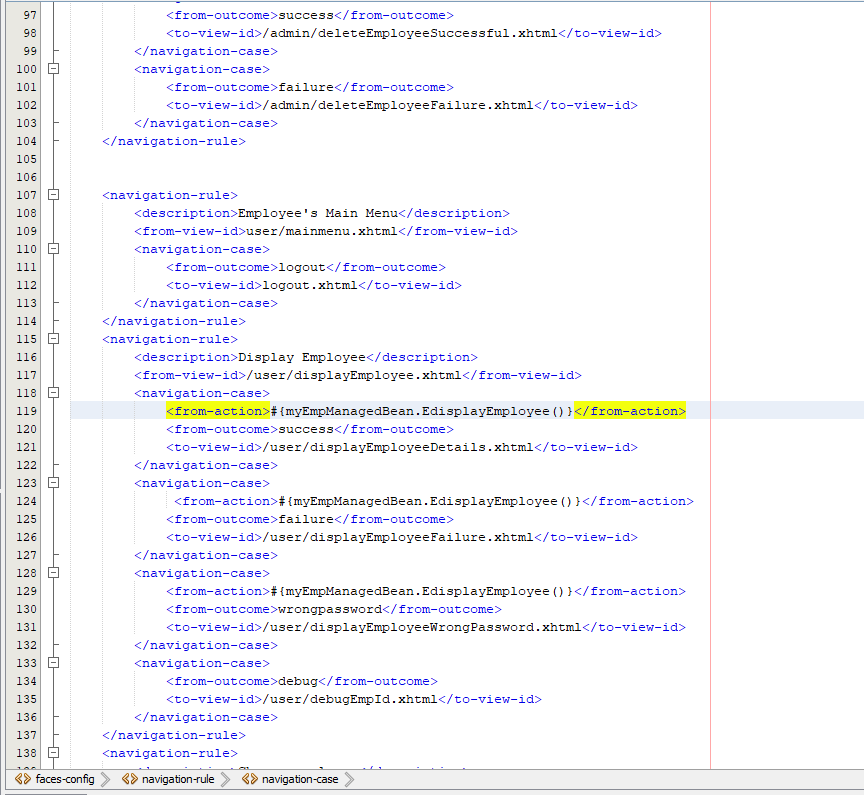 97 <from-outcome>success</from-outcome>
98 <to-view-id>/admin/deleteEmployeeSuccessful.xhtml</to-view-id>
99 </navigation-case>
100 <navigation-case>
101 <from-outcome>failure</from-outcome>
102 <to-view-id>/admin/deleteEmployeeFailure.xhtml</to-view-id>
103 </navigation-case>
104 </navigation-rule>
105
106
107 <navigation-rule>
108 <description>Employee's Main Menu</description>
109 <from-view-id>user/mainmenu.xhtml</from-view-id>
110 <navigation-case>
111 <from-outcome>logout</from-outcome>
112 <to-view-id>logout.xhtml</to-view-id>
113 </navigation-case>
114 </navigation-rule>
115 <navigation-rule>
116 <description>Display Employee</description>
117 <from-view-id>/user/displayEmployee.xhtml</from-view-id>
118 <navigation-case>
119 <from-action>#{myEmpManagedBean.EdisplayEmployee()}</from-action>
120 <from-outcome>success</from-outcome>
121 <to-view-id>/user/displayEmployeeDetails.xhtml</to-view-id>
122 </navigation-case>
123 <navigation-case>
124 <from-action>#{myEmpManagedBean.EdisplayEmployee()}</from-action>
125 <from-outcome>failure</from-outcome>
126 <to-view-id>/user/displayEmployeeFailure.xhtml</to-view-id>
127 </navigation-case>
128 <navigation-case>
129 <from-action>#{myEmpManagedBean.EdisplayEmployee()}</from-action>
130 <from-outcome>wrongpassword</from-outcome>
131 <to-view-id>/user/displayEmployeeWrongPassword.xhtml</to-view-id>
132 </navigation-case>
133 <navigation-case>
134 <from-outcome>debug</from-outcome>
135 <to-view-id>/user/debugEmpId.xhtml</to-view-id>
136 </navigation-case>
137 </navigation-rule>
138 <navigation-rule>
faces-config navigation-rule navigation-case